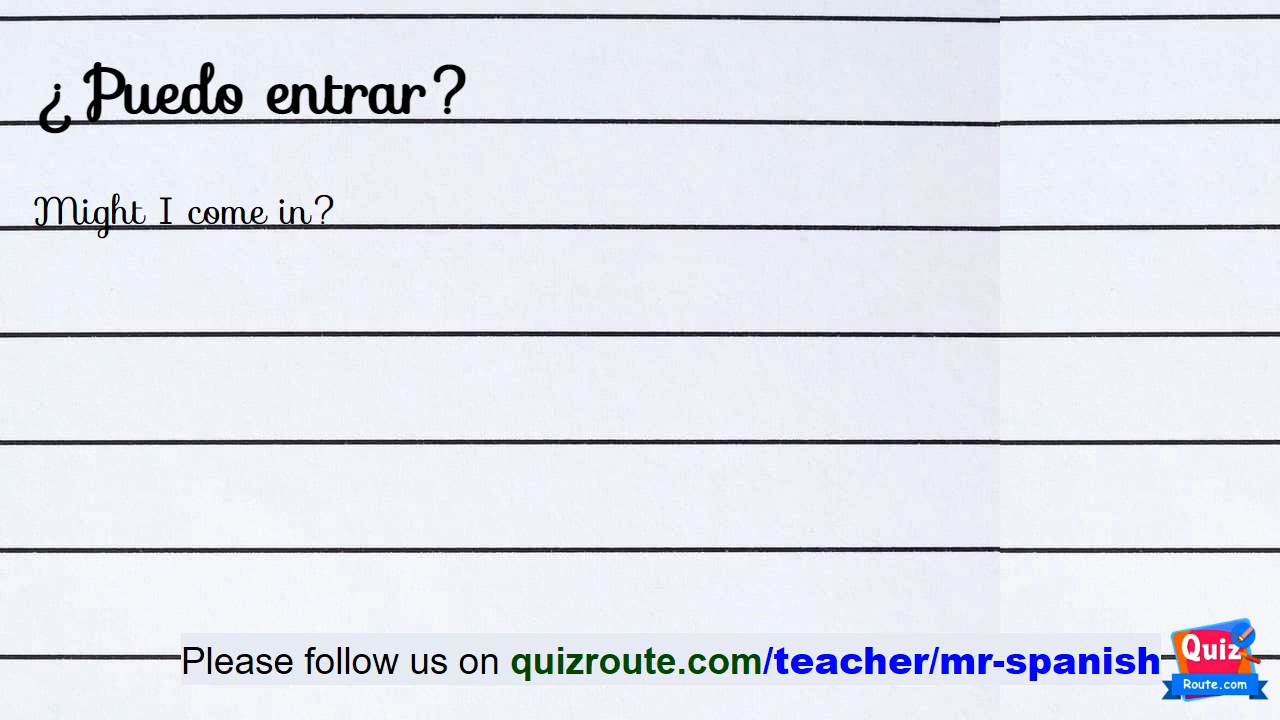 ¿Puedo entrar?
Might I come in?
Please follow us on quizroute.com/teacher/mr-spanish
Quiz
Route.com